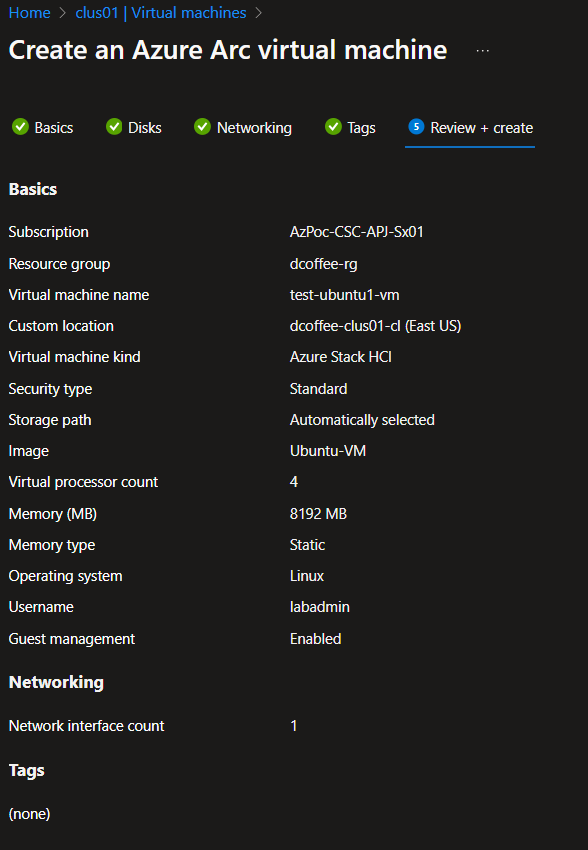 Home > clus01 | Virtual machines >
Create an Azure Arc virtual machine ...
Basics Disks Networking Tags 5 Review + create
Basics
Subscription AzPoc-CSC-APJ-Sx01
Resource group dcoffee-rg
Virtual machine name test-ubuntu1-vm
Custom location dcoffee-clus01-cl (East US)
Virtual machine kind Azure Stack HCI
Security type Standard
Storage path Automatically selected
Image Ubuntu-VM
Virtual processor count 4
Memory (MB) 8192 MB
Memory type Static
Operating system Linux
Username labadmin
Guest management Enabled
Networking
Network interface count 1
Tags
(none)